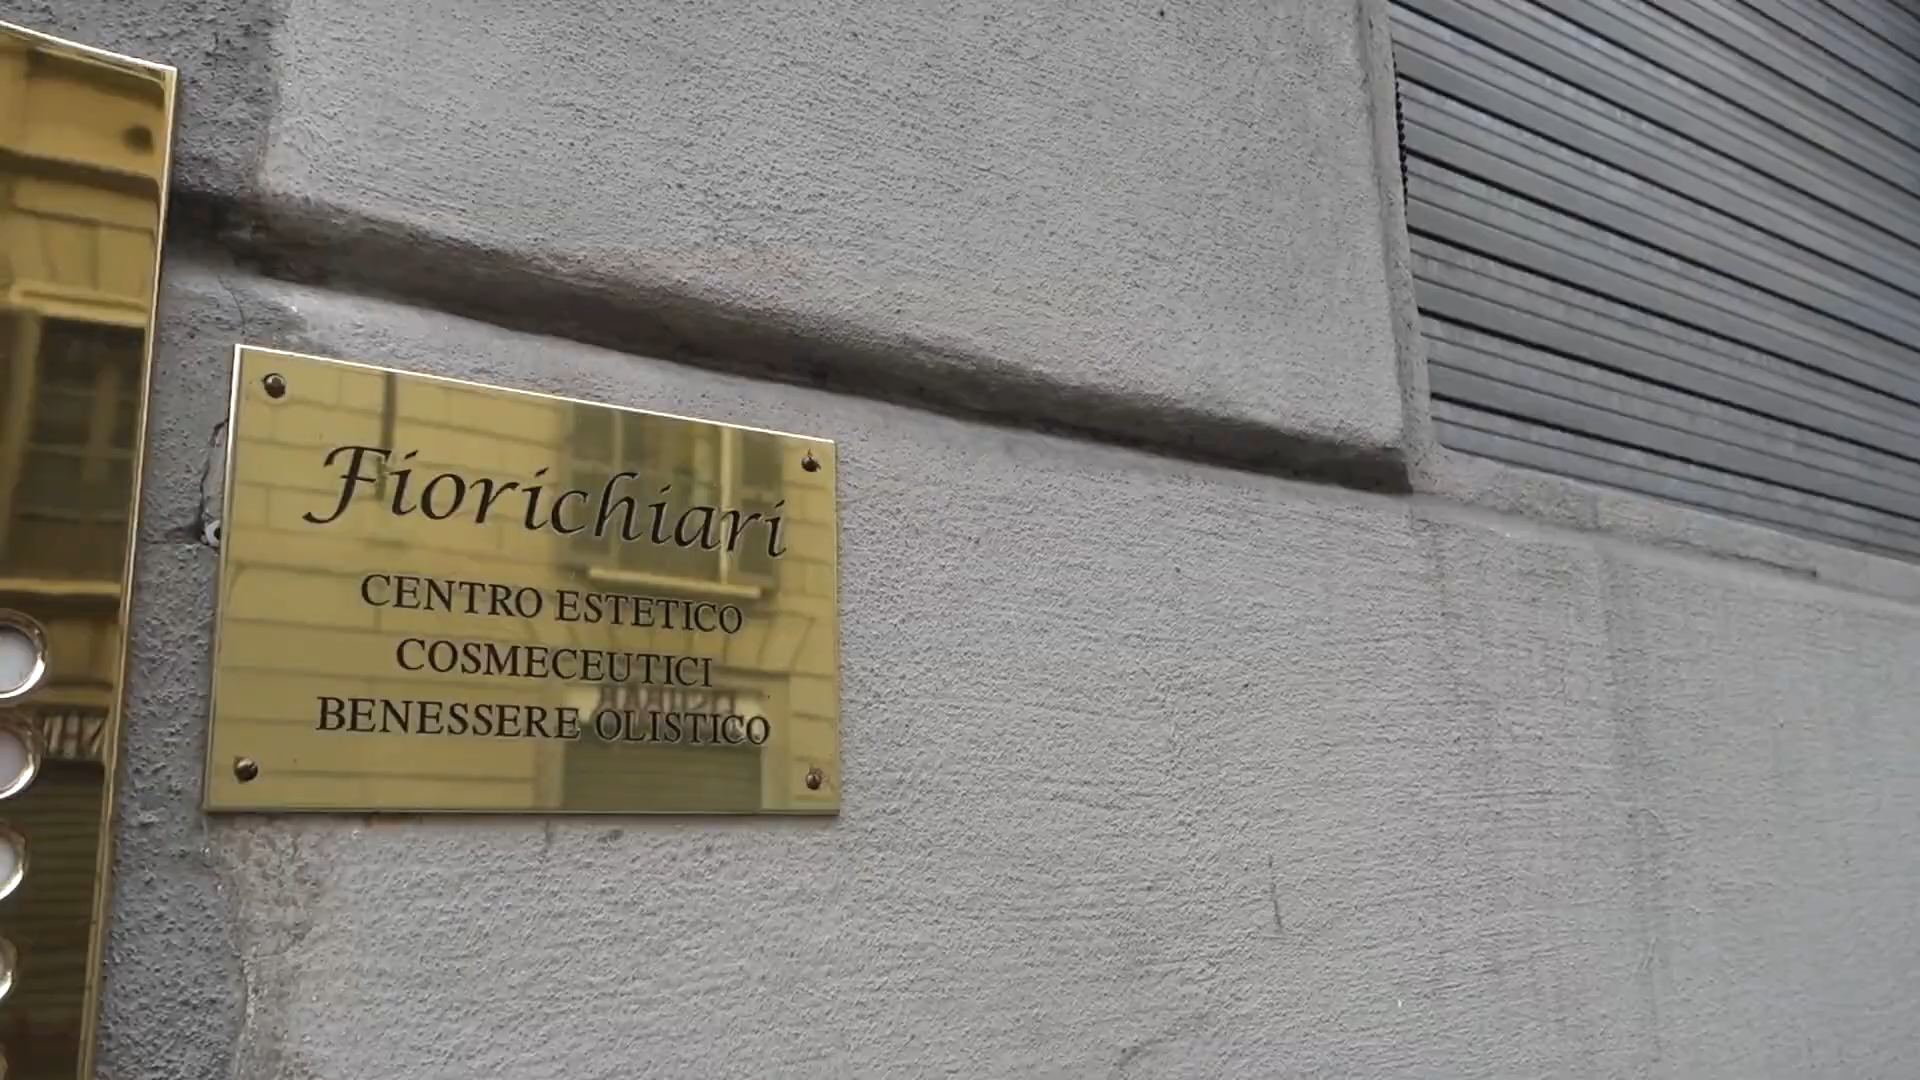 Fiorichiari
CENTRO ESTETICO
COSMECEUTICI
BENESSERE OLISTICO